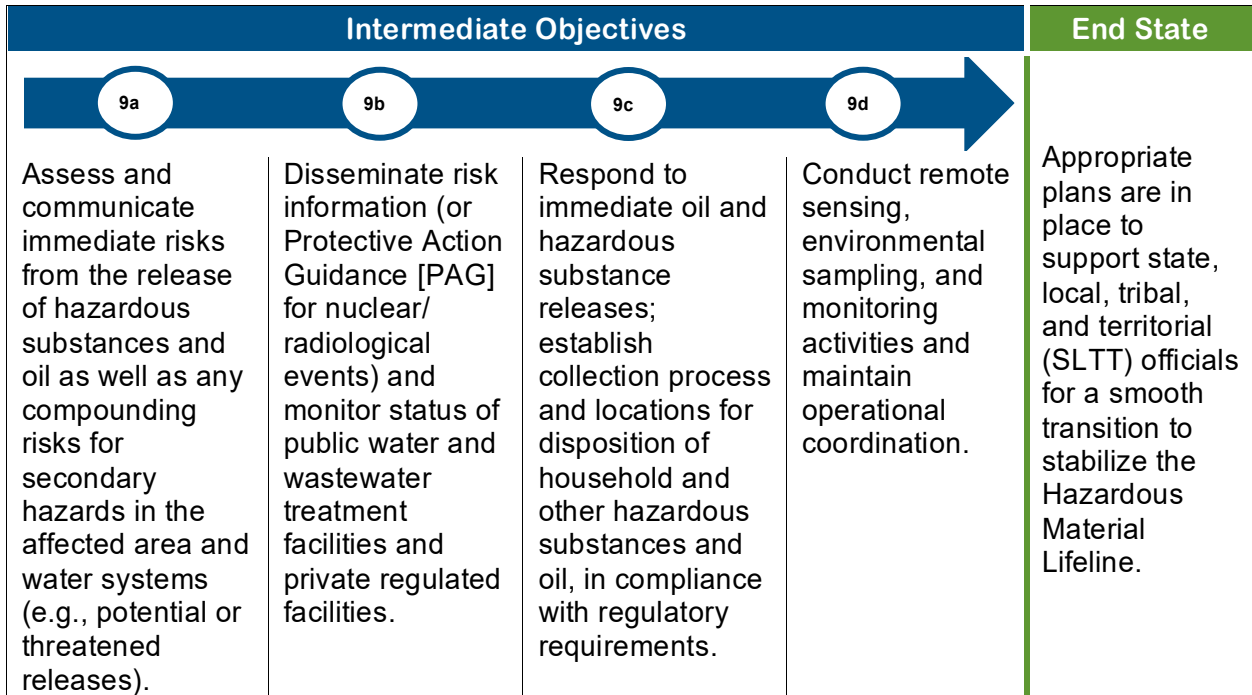 Intermediate Objectives
End State
9a
9b
9c
9d
Assess and
communicate
immediate risks
from the release
of hazardous
substances and
oil as well as any
compounding
risks for
secondary
hazards in the
affected area and
water systems
(e.g., potential or
threatened
releases).
Disseminate risk
information (or
Protective Action
Guidance [PAG]
for nuclear/
radiological
events) and
monitor status of
public water and
wastewater
treatment
facilities and
private regulated
facilities.
Respond to
immediate oil and
hazardous
substance
releases;
establish
collection process
and locations for
disposition of
household and
other hazardous
substances and
oil, in compliance
with regulatory
requirements.
Conduct remote
sensing,
environmental
sampling, and
monitoring
activities and
maintain
operational
coordination.
Appropriate
plans are in
place to
support state,
local, tribal,
and territorial
(SLTT) officials
for a smooth
transition to
stabilize the
Hazardous
Material
Lifeline.